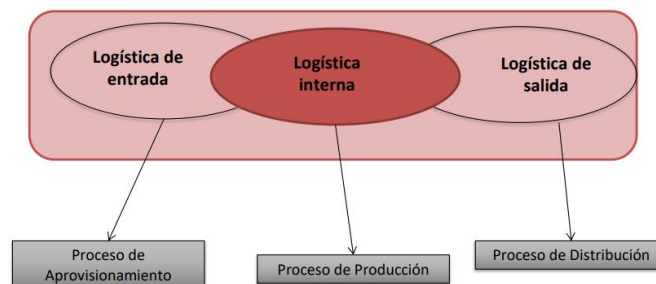 Logística de
entrada
Logística
interna
Logística de
salida
Proceso de
Aprovisionamiento
Proceso de Producción
Proceso de Distribución